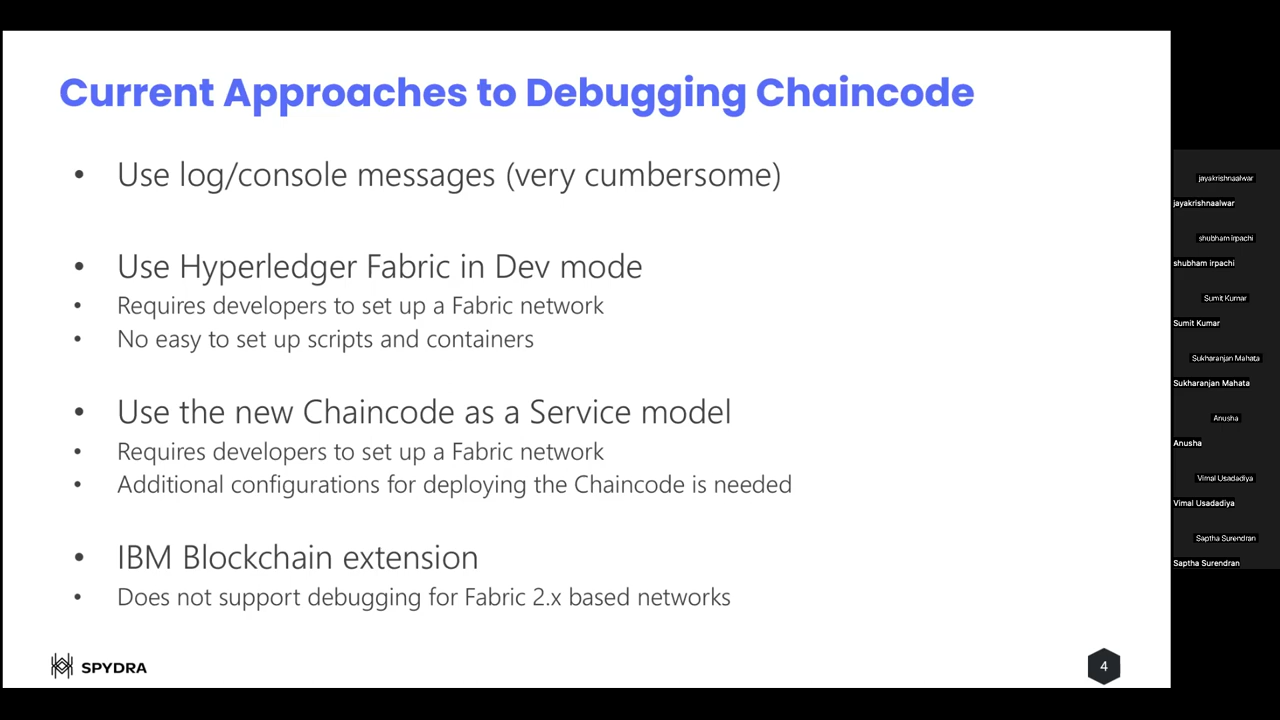 Current Approaches to Debugging Chaincode
• Use log/console messages (very cumbersome)
• Use Hyperledger Fabric in Dev mode
• Requires developers to set up a Fabric network
• No easy to set up scripts and containers
• Use the new Chaincode as a Service model
• Requires developers to set up a Fabric network
• Additional configurations for deploying the Chaincode is needed
• IBM Blockchain extension
• Does not support debugging for Fabric 2.x based networks
SPYDRA
4
jayakrishnaalwar
jayakrishnaalwar
shubham irpachi
shubham irpachi
Sumit Kumar
Sumit Kumar
Sukharanjan Mahata
Sukharanjan Mahata
Anusha
Anusha
Vimal Usadadiya
Vimal Usadadiya
Saptha Surendran
Saptha Surendran